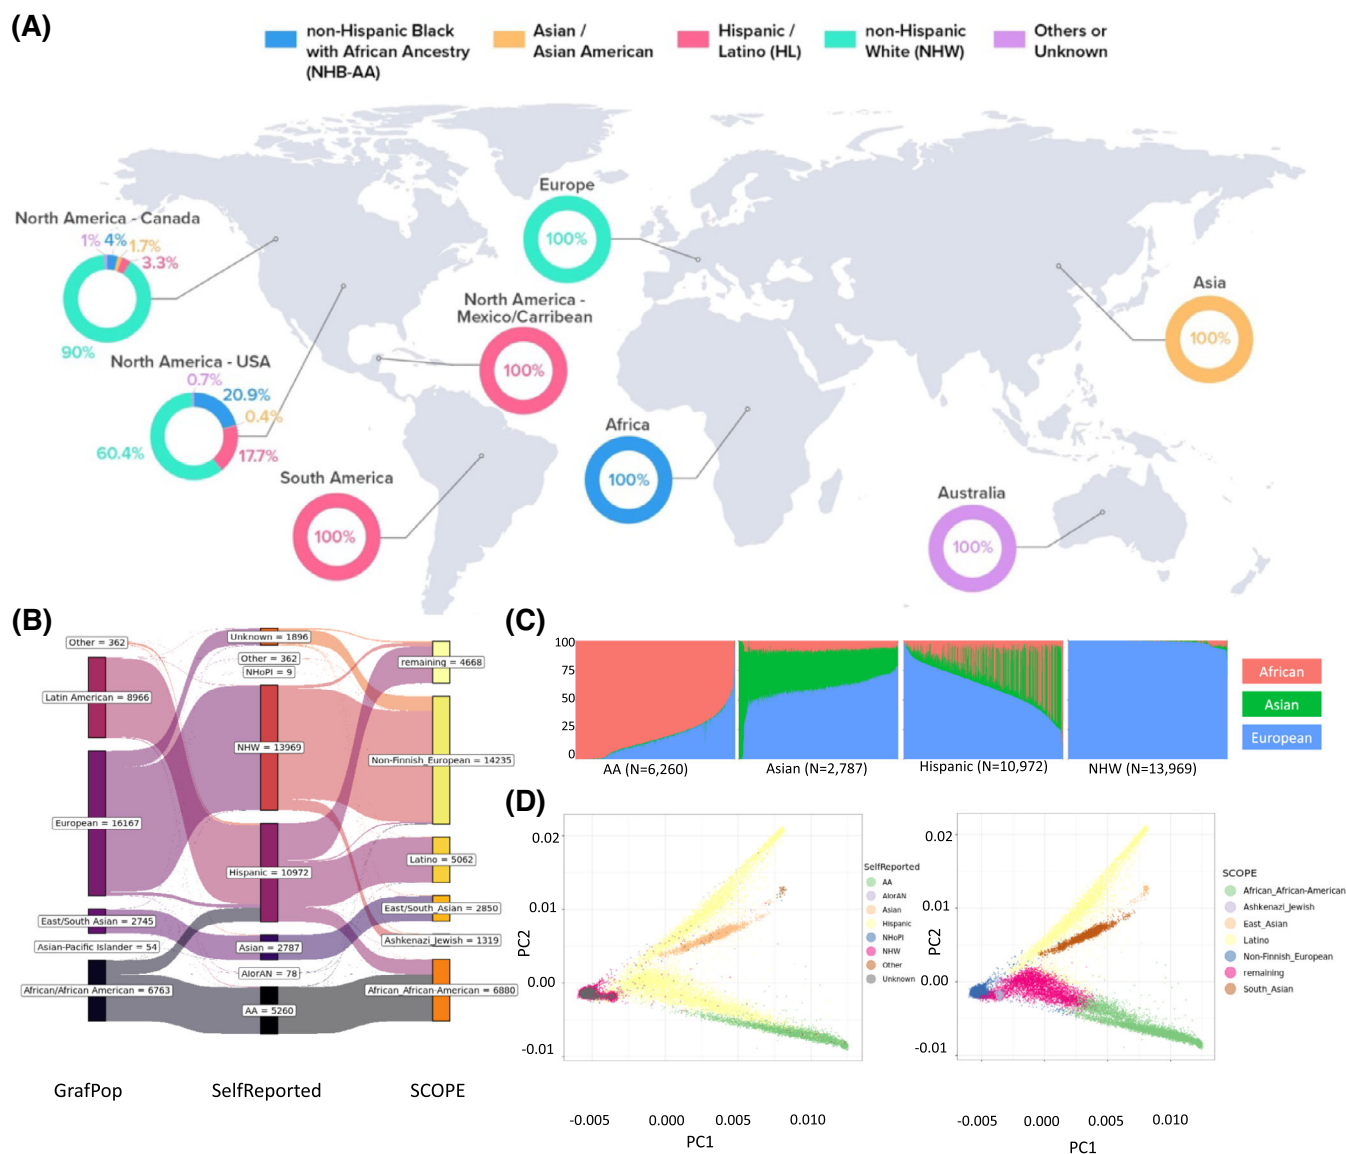 (A)
non-Hispanic Black
with African Ancestry
(NHB-AA)
Asian /
Asian American
Hispanic /
Latino (HL)
non-Hispanic
White (NHW)
Others or
Unknown
North America - Canada
1% 4% 1.7%
3.3%
90%
North America - USA
0.7%
20.9%
0.4%
17.7%
60.4%
Europe
100%
North America -
Mexico/Carribean
100%
South America
100%
Africa
100%
Asia
100%
Australia
100%
(B)
Other = 362
Latin American = 8966
European = 16167
East/South Asian = 2745
Asian-Pacific Islander = 54
African/African American = 6763
Unknown = 1896
Other = 362
NHoPI = 9
NHW = 13969
Hispanic = 10972
Asian = 2787
AIorAN = 78
AA = 5260
remaining = 4668
Non-Finnish_European = 14235
Latino = 5062
East/South_Asian = 2850
Ashkenazi_Jewish = 1319
African_African-American = 6880
GrafPop
SelfReported
SCOPE
(C)
100
75
50
25
0
AA (N=6,260)
Asian (N=2,787)
Hispanic (N=10,972)
NHW (N=13,969)
African
Asian
European
(D)
0.02
0.01
0.00
-0.01
PC2
-0.005
0.000
0.005
0.010
PC1
SelfReported
AA
AIorAN
Asian
Hispanic
NHoPI
NHW
Other
Unknown
0.02
0.01
0.00
-0.01
PC2
-0.005
0.000
0.005
0.010
PC1
SCOPE
African_African-American
Ashkenazi_Jewish
East_Asian
Latino
Non-Finnish_European
remaining
South_Asian